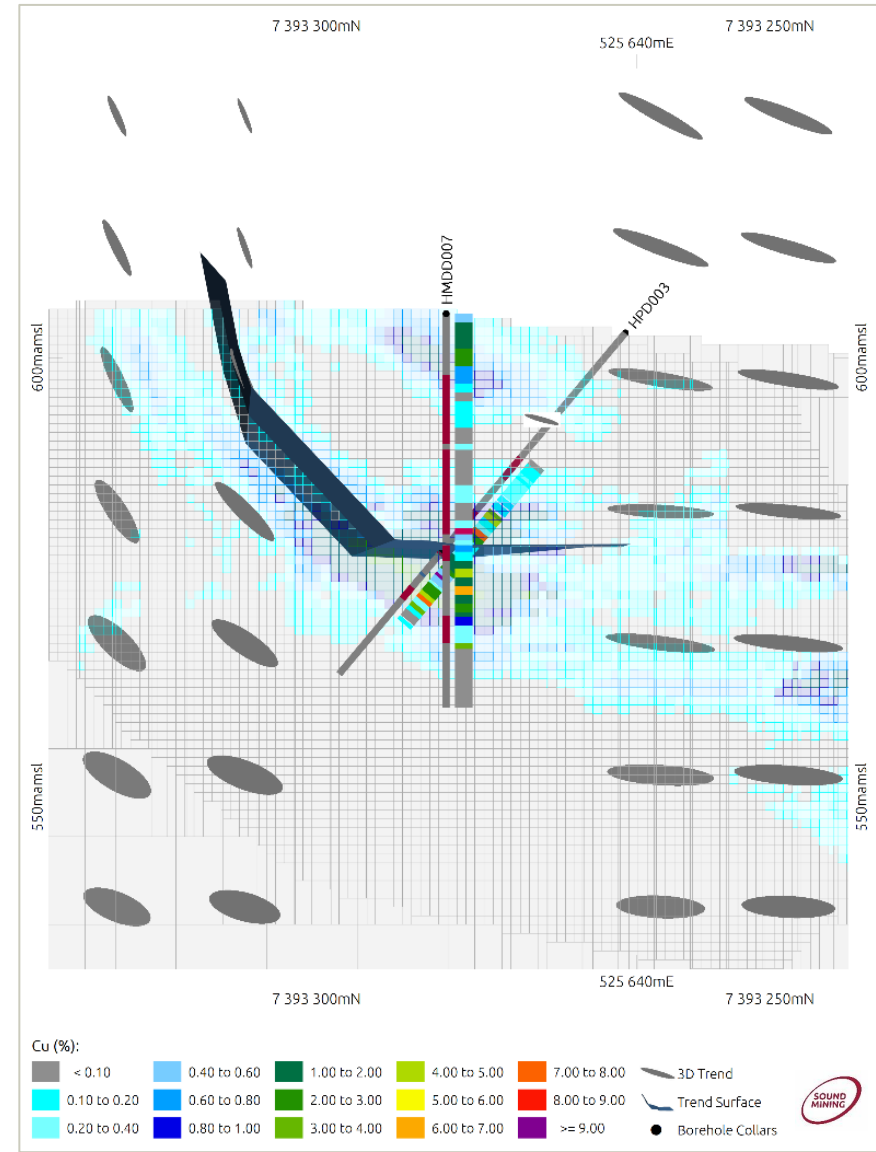 7 393 300mN
7 393 250mN
525 640mE
HMDD007
HPD003
600mamsl
600mamsl
550mamsl
550mamsl
525 640mE
7 393 300mN
7 393 250mN
Cu (%):
< 0.10
0.40 to 0.60
1.00 to 2.00
4.00 to 5.00
7.00 to 8.00
3D Trend
0.10 to 0.20
0.60 to 0.80
2.00 to 3.00
5.00 to 6.00
8.00 to 9.00
Trend Surface
0.20 to 0.40
0.80 to 1.00
3.00 to 4.00
6.00 to 7.00
>= 9.00
Borehole Collars
SOUND
MINING